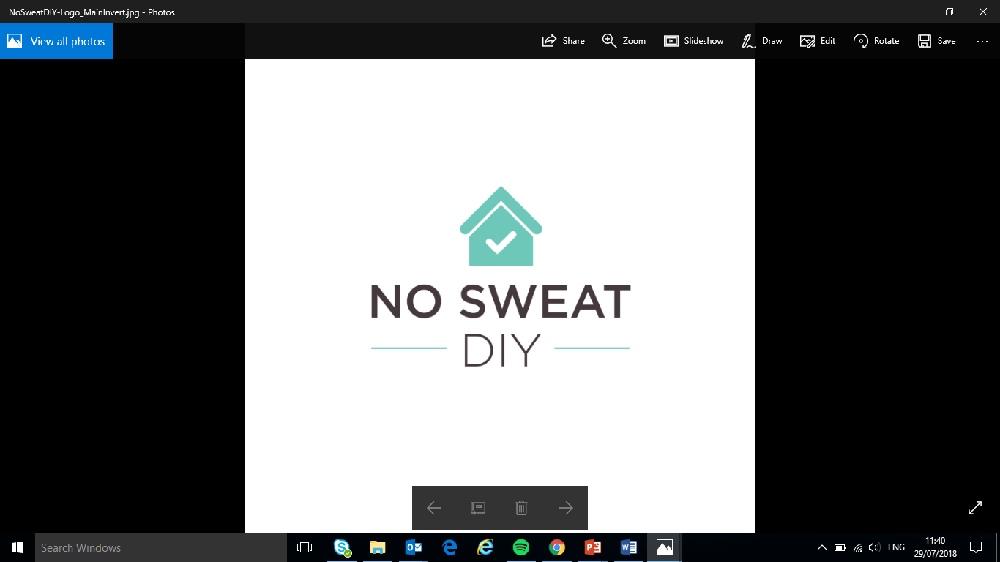 NoSweatDIY-Logo_MainInvert.jpg - Photos
View all photos
Share
Zoom
Slideshow
Draw
Edit
Rotate
Save
NO SWEAT
DIY
Search Windows
ENG
11:40
29/07/2018